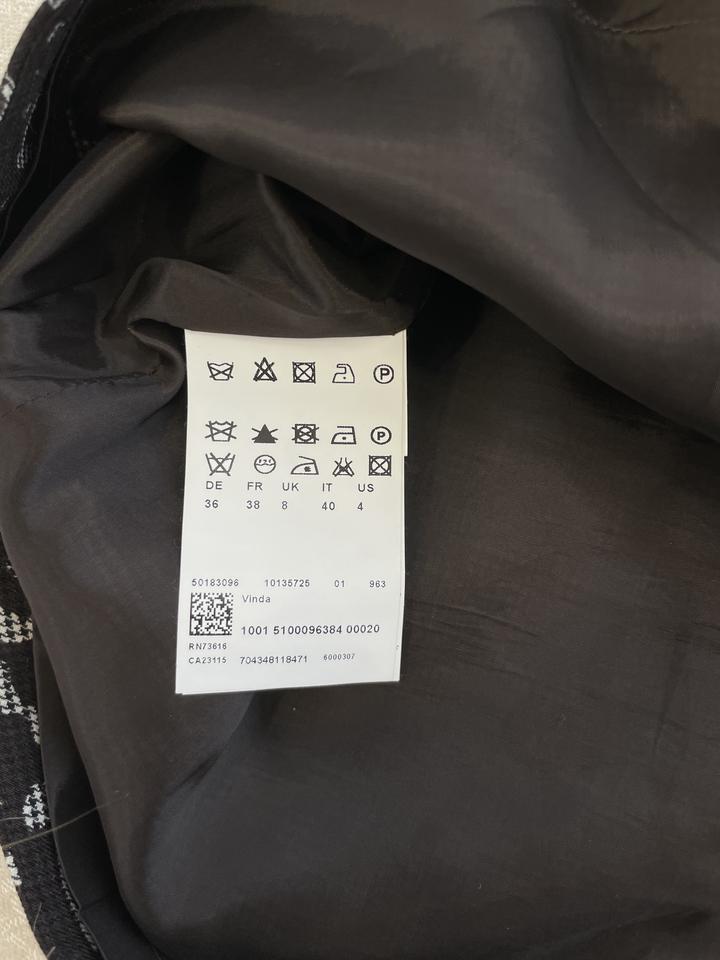 P
P
DE FR UK IT US
36 38 8 40 4
50183096 10135725 01 963
Vinda
1001 5100096384 00020
RN73616
CA23115 704348118471 6000307